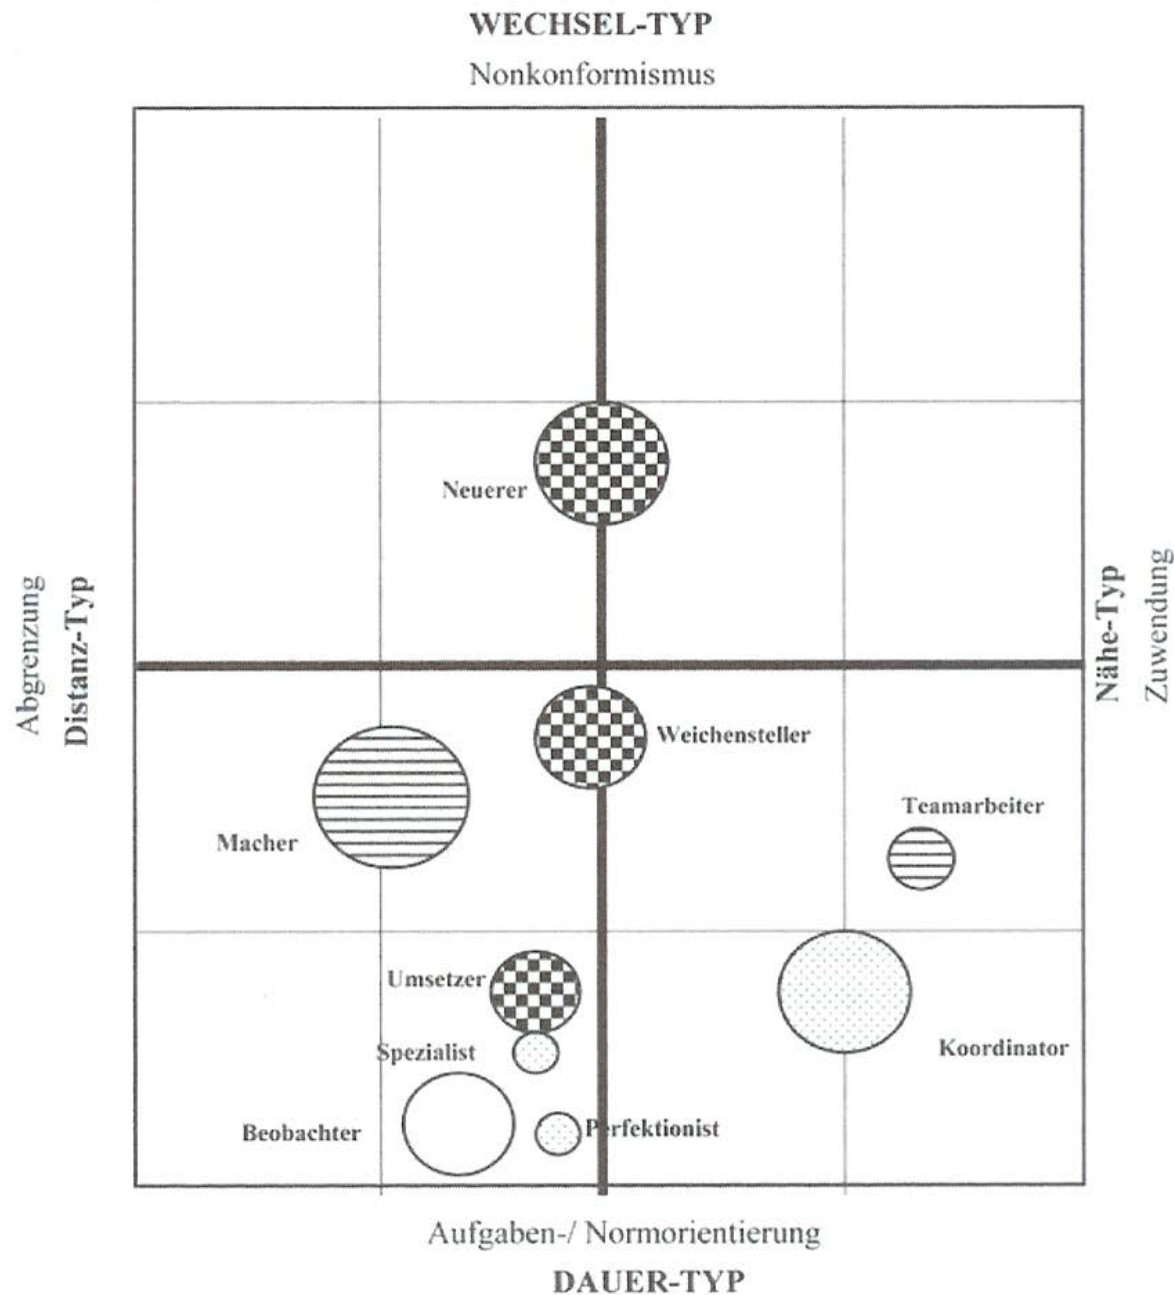 WECHSEL-TYP
Nonkonformismus
Neuerer
Abgrenzung
Distanz-Typ
Nähe-Typ
Zuwendung
Weichensteller
Teamarbeiter
Macher
Umsetzer
Spezialist
Koordinator
Beobachter
Perfektionist
Aufgaben-/ Normorientierung
DAUER-TYP